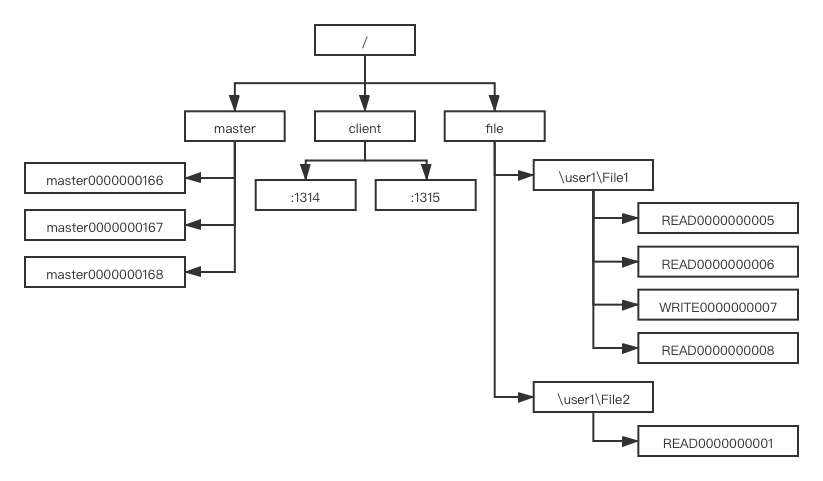 /
master
client
file
master0000000166
master0000000167
master0000000168
:1314
:1315
\user1\File1
READ0000000005
READ0000000006
WRITE0000000007
READ0000000008
\user1\File2
READ0000000001